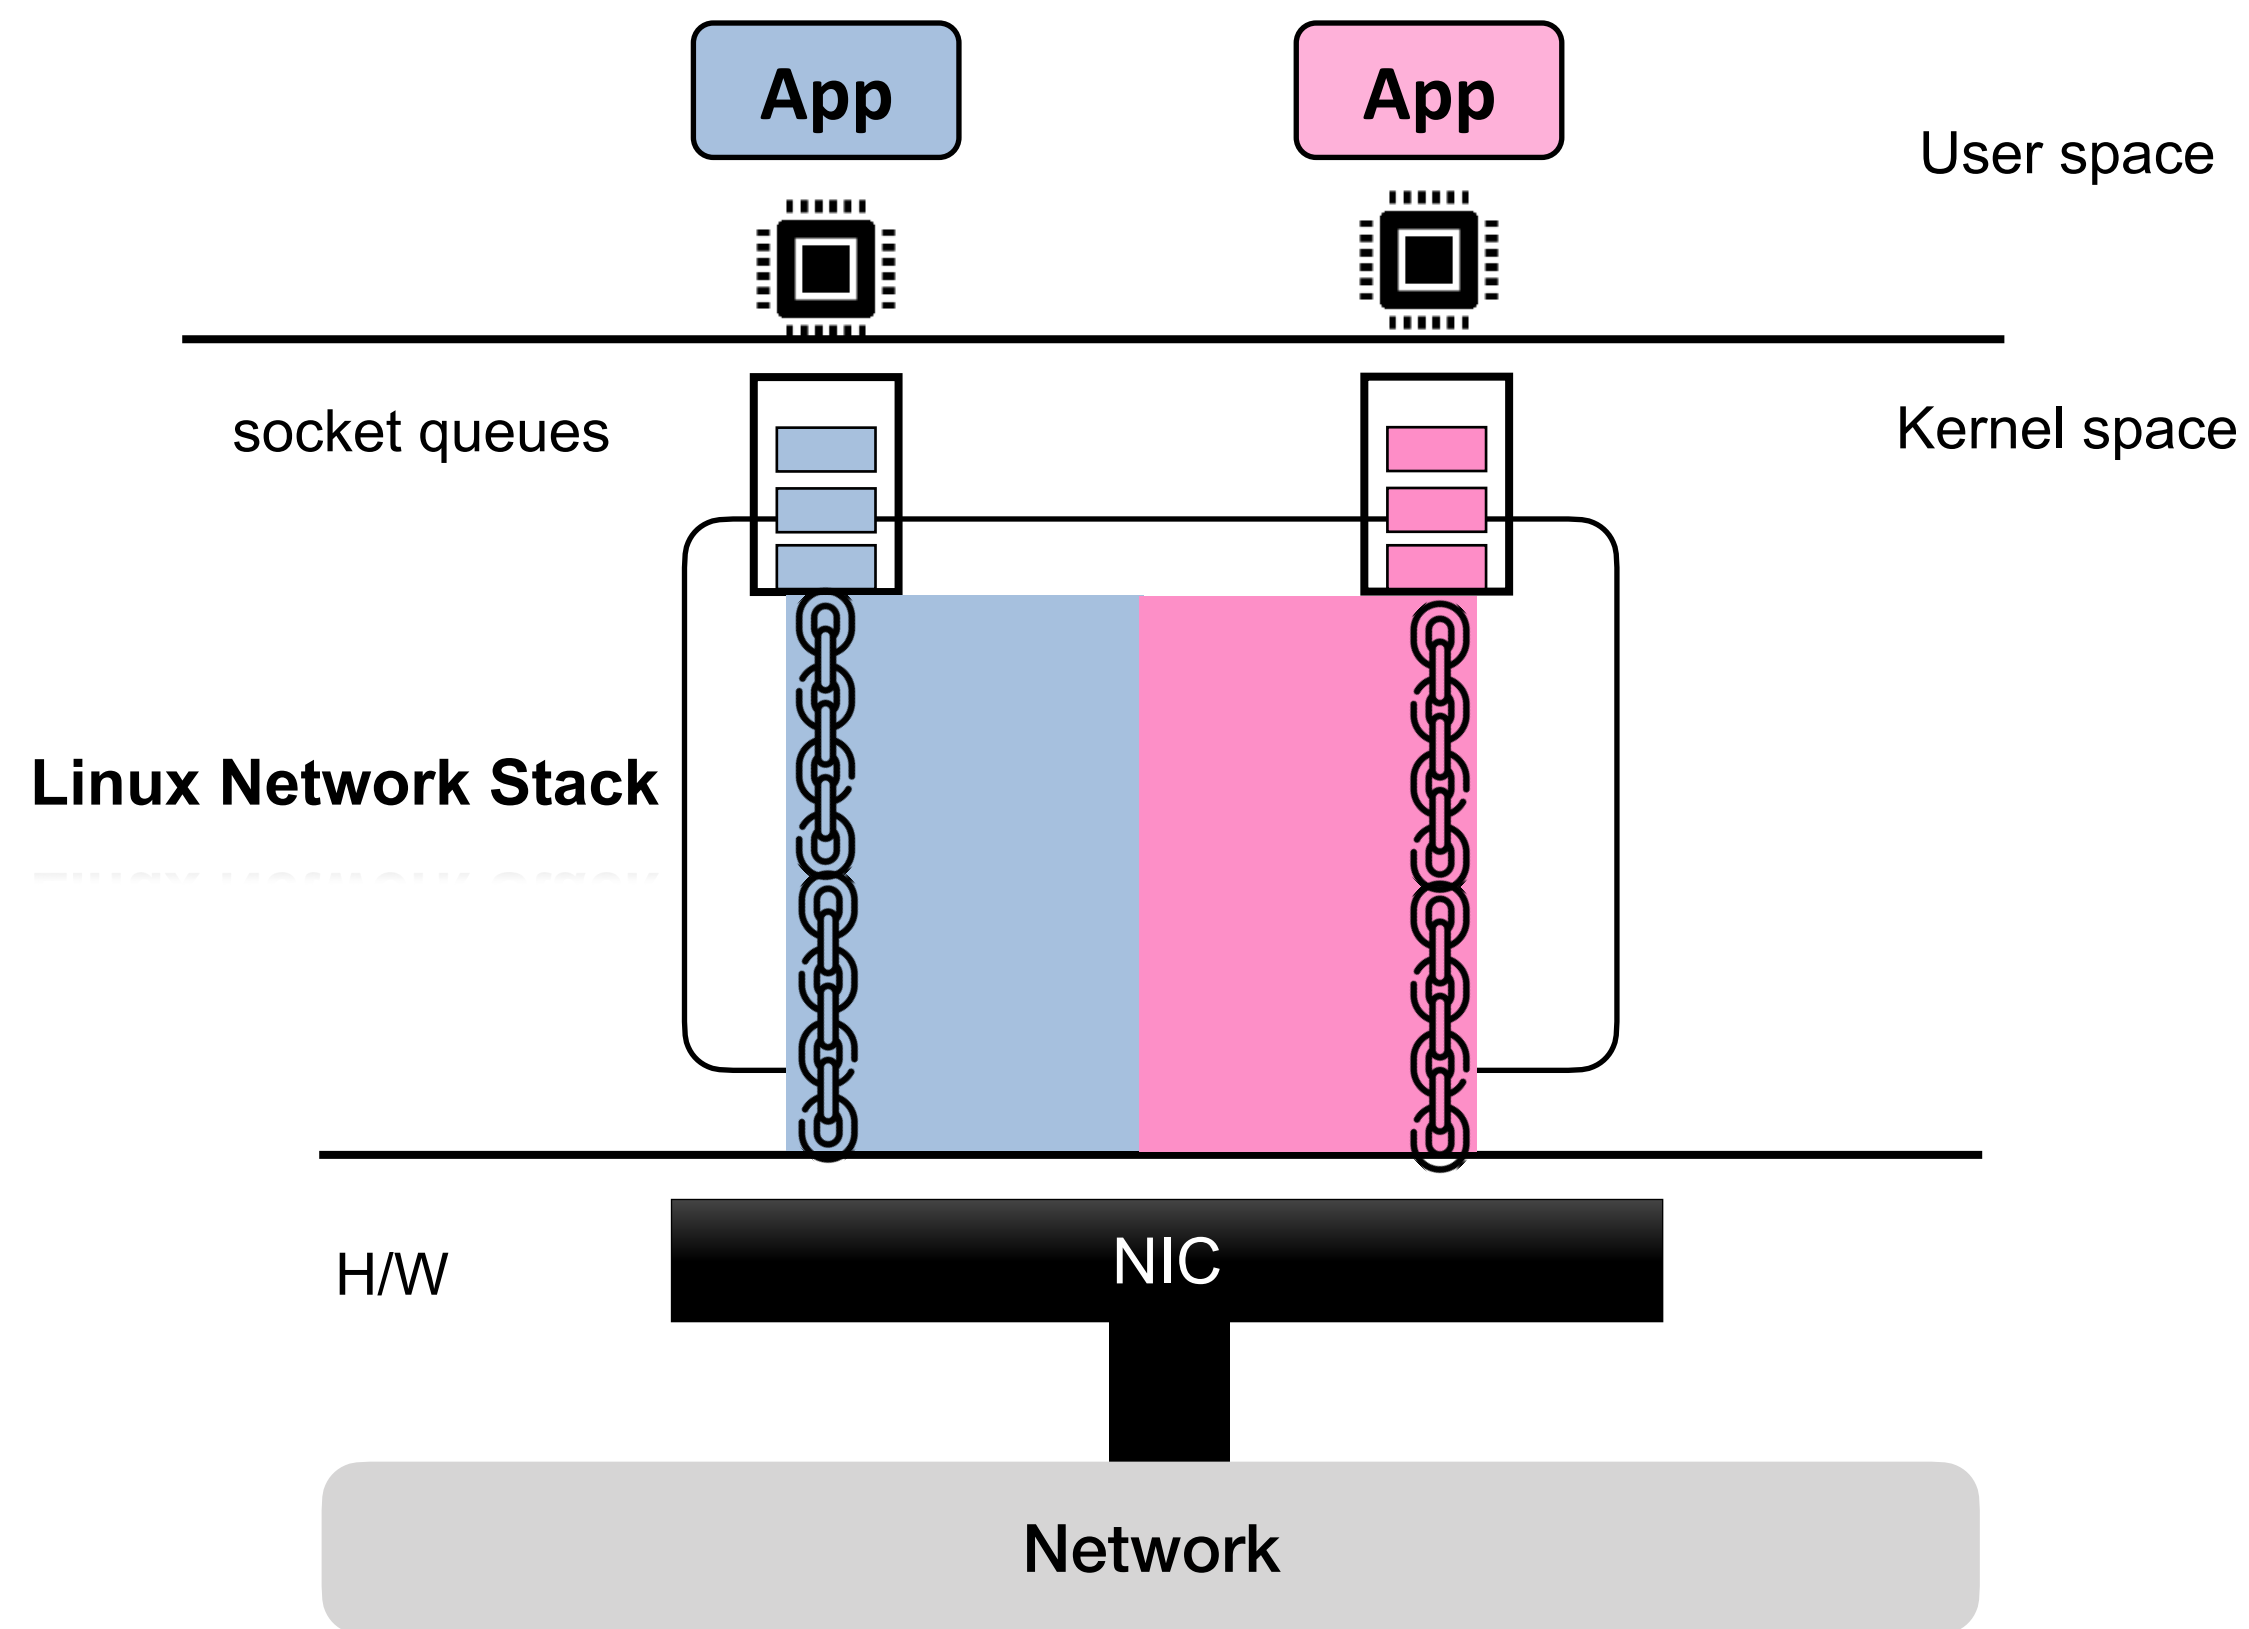 App
App
User space
socket queues
Kernel space
Linux Network Stack
NIC
H/W
Network